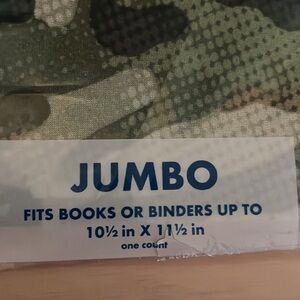 JUMBO
FITS BOOKS OR BINDERS UP TO
10½ in X 11½ in
one count